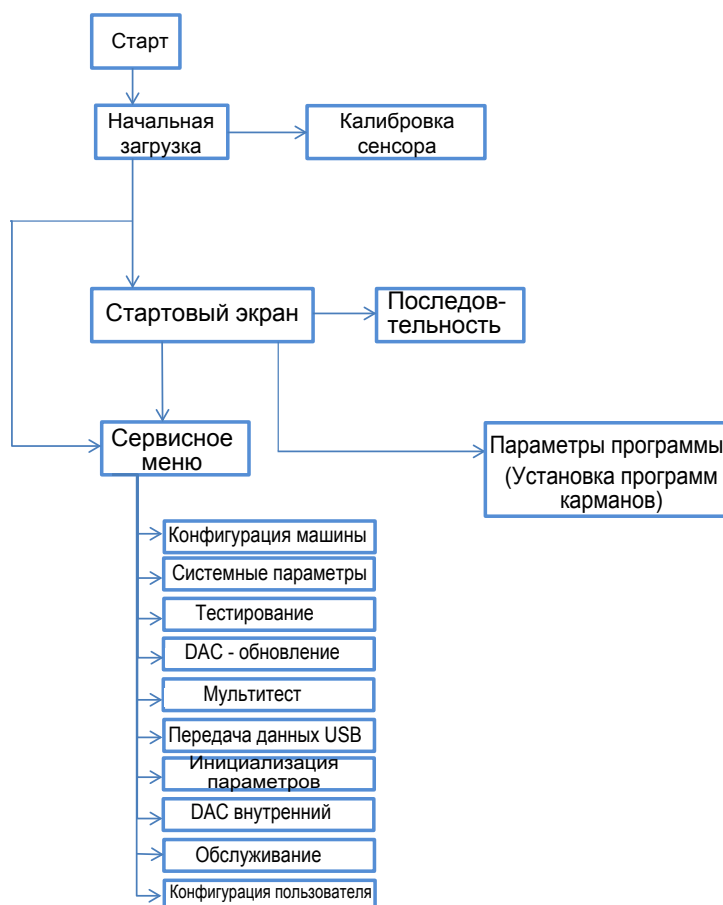 Старт
Начальная
загрузка
Калибровка
сенсора
Стартовый экран
Последов-
тельность
Сервисное
меню
Параметры программы
(Установка программ
карманов)
Конфигурация машины
Системные параметры
Тестирование
DAC - обновление
Мультитест
Передача данных USB
Инициализация
параметров
DAC внутренний
Обслуживание
Конфигурация пользователя